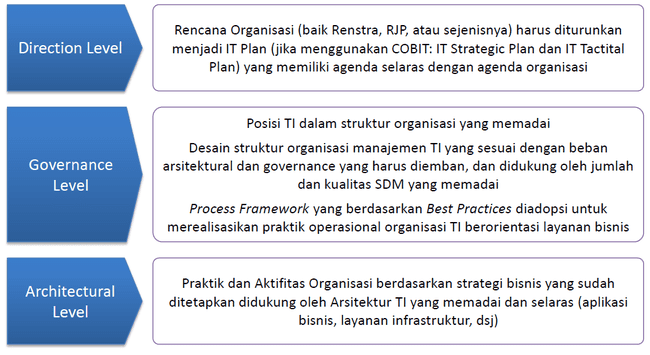 Direction Level
Rencana Organisasi (baik Renstra, RJP, atau sejenisnya) harus diturunkan
menjadi IT Plan (jika menggunakan COBIT: IT Strategic Plan dan IT Tactital
Plan) yang memiliki agenda selaras dengan agenda organisasi
Governance
Level
Posisi TI dalam struktur organisasi yang memadai
Desain struktur organisasi manajemen TI yang sesuai dengan beban
arsitektural dan governance yang harus diemban, dan didukung oleh jumlah
dan kualitas SDM yang memadai
Process Framework yang berdasarkan Best Practices diadopsi untuk
merealisasikan praktik operasional organisasi TI berorientasi layanan bisnis
Architectural
Level
Praktik dan Aktifitas Organisasi berdasarkan strategi bisnis yang sudah
ditetapkan didukung oleh Arsitektur TI yang memadai dan selaras (aplikasi
bisnis, layanan infrastruktur, dsj)